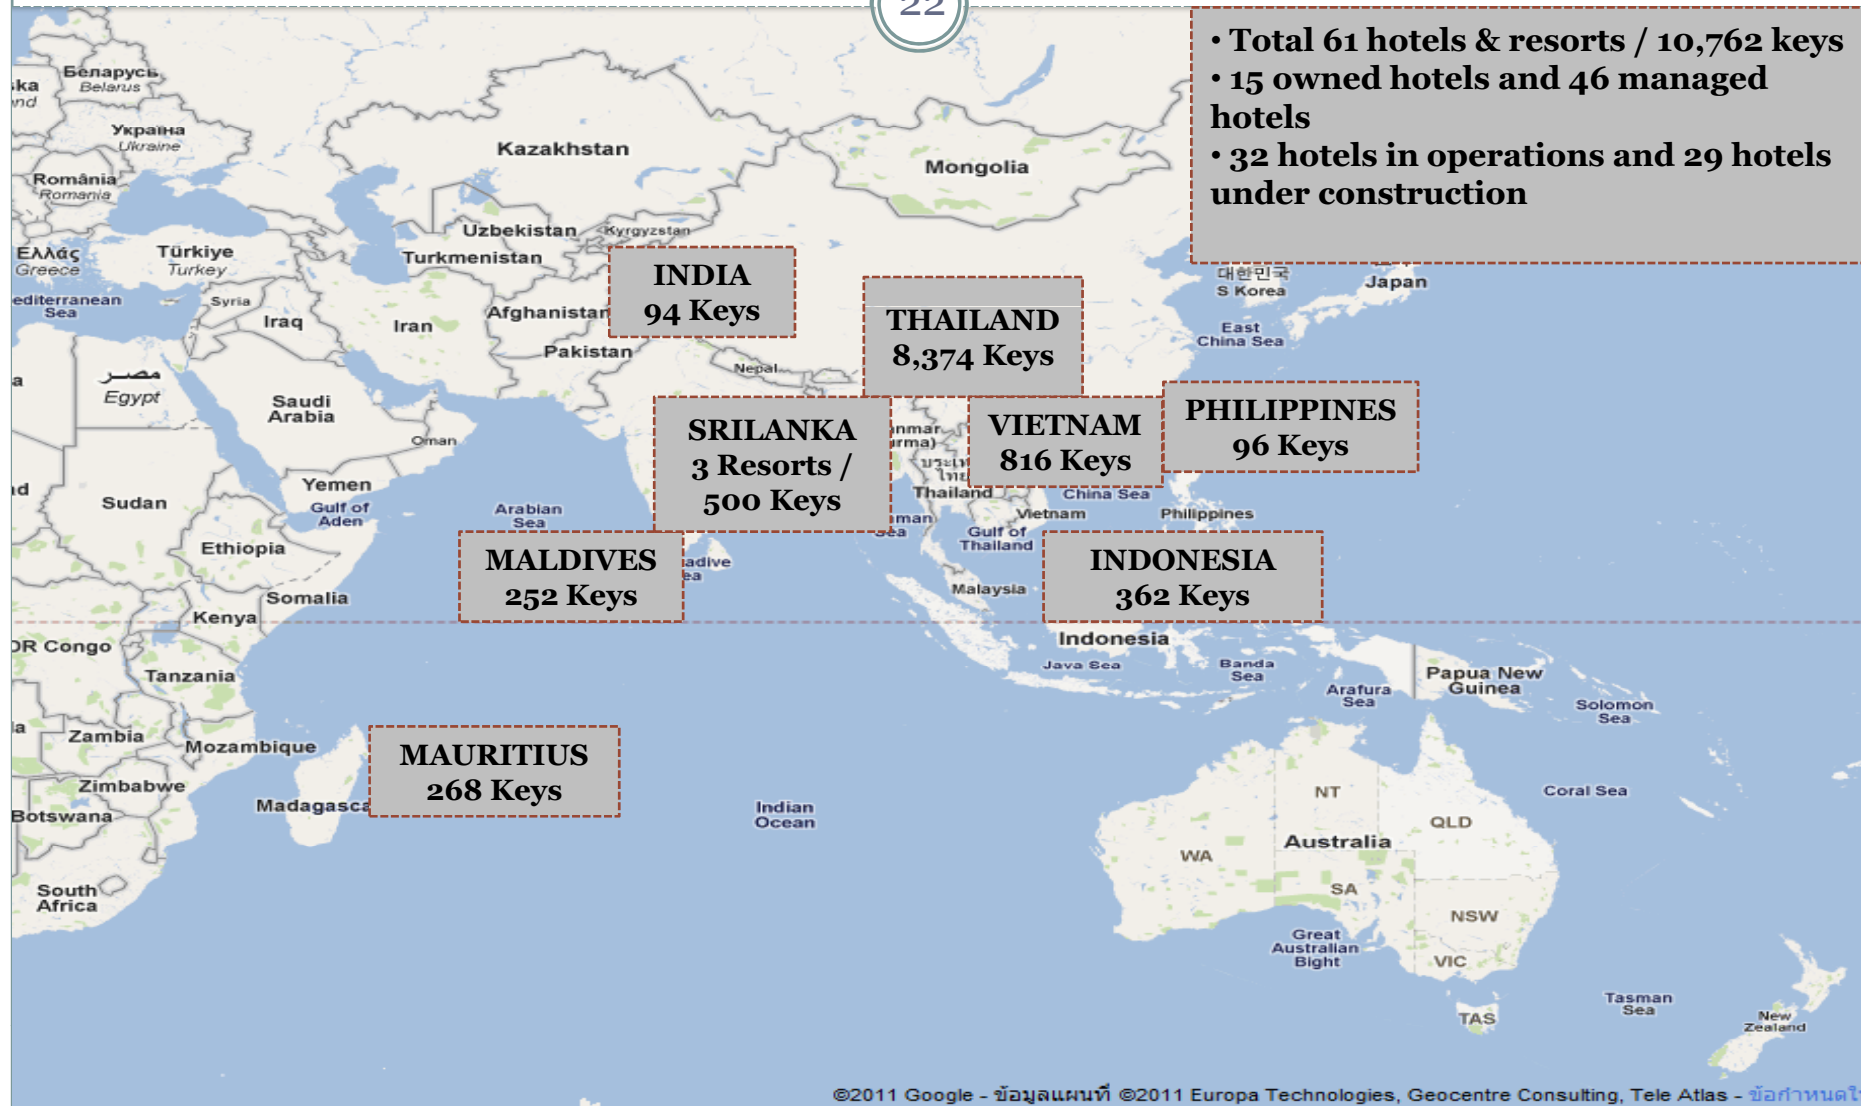 22
• Total 61 hotels & resorts / 10,762 keys
• 15 owned hotels and 46 managed
hotels
• 32 hotels in operations and 29 hotels
under construction
Беларусь
Belarus
Україна
Ukraine
România
Romania
Ελλάς
Greece
Türkiye
Turkey
Kazakhstan
Mongolia
Uzbekistan
Kyrgyzstan
Turkmenistan
Syria
Iraq
Iran
Afghanistan
Pakistan
Nepal
대한민국
S Korea
Japan
East
China Sea
Sea
مصر
Egypt
Saudi
Arabia
Oman
Yemen
Gulf of
Aden
Sudan
Ethiopia
Somalia
Kenya
Arabian
Sea
INDIA
94 Keys
THAILAND
8,374 Keys
SRILANKA
3 Resorts /
500 Keys
VIETNAM
816 Keys
PHILIPPINES
96 Keys
MALDIVES
252 Keys
INDONESIA
362 Keys
MAURITIUS
268 Keys
Thailand
China Sea
Vietnam
Philippines
Gulf of
Thailand
Malaysia
Indonesia
Java Sea
Banda
Sea
Arafura
Sea
Papua New
Guinea
Solomon
Sea
DR Congo
Tanzania
Zambia
Mozambique
Zimbabwe
Botswana
Madagasca
South
Africa
Indian
Ocean
Coral Sea
NT
QLD
Australia
WA
SA
NSW
VIC
TAS
Great
Australian
Bight
Tasman
Sea
New
Zealand
©2011 Google - ข้อมูลแผนที่ ©2011 Europa Technologies, Geocentre Consulting, Tele Atlas -